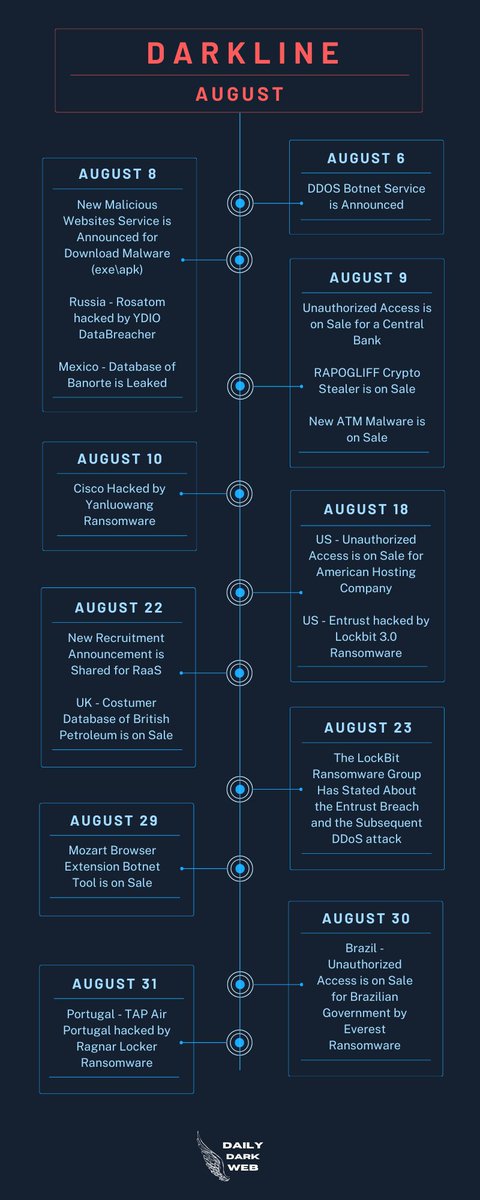 DARKLINE
AUGUST
AUGUST 6
DDOS Botnet Service
is Announced
AUGUST 8
New Malicious
Websites Service is
Announced for
Download Malware
(exe\apk)
Russia - Rosatom
hacked by YDIO
DataBreacher
Mexico - Database of
Banorte is Leaked
AUGUST 9
Unauthorized Access is
on Sale for a Central
Bank
RAPOGLIFF Crypto
Stealer is on Sale
New ATM Malware is
on Sale
AUGUST 10
Cisco Hacked by
Yanluowang
Ransomware
AUGUST 18
US - Unauthorized
Access is on Sale for
American Hosting
Company
US - Entrust hacked by
Lockbit 3.0
Ransomware
AUGUST 22
New Recruitment
Announcement is
Shared for RaaS
UK - Costumer
Database of British
Petroleum is on Sale
AUGUST 23
The LockBit
Ransomware Group
Has Stated About
the Entrust Breach
and the Subsequent
DDoS attack
AUGUST 29
Mozart Browser
Extension Botnet
Tool is on Sale
AUGUST 30
Brazil -
Unauthorized
Access is on Sale
for Brazilian
Government by
Everest
Ransomware
AUGUST 31
Portugal - TAP Air
Portugal hacked by
Ragnar Locker
Ransomware
DAILY
DARK
WEB